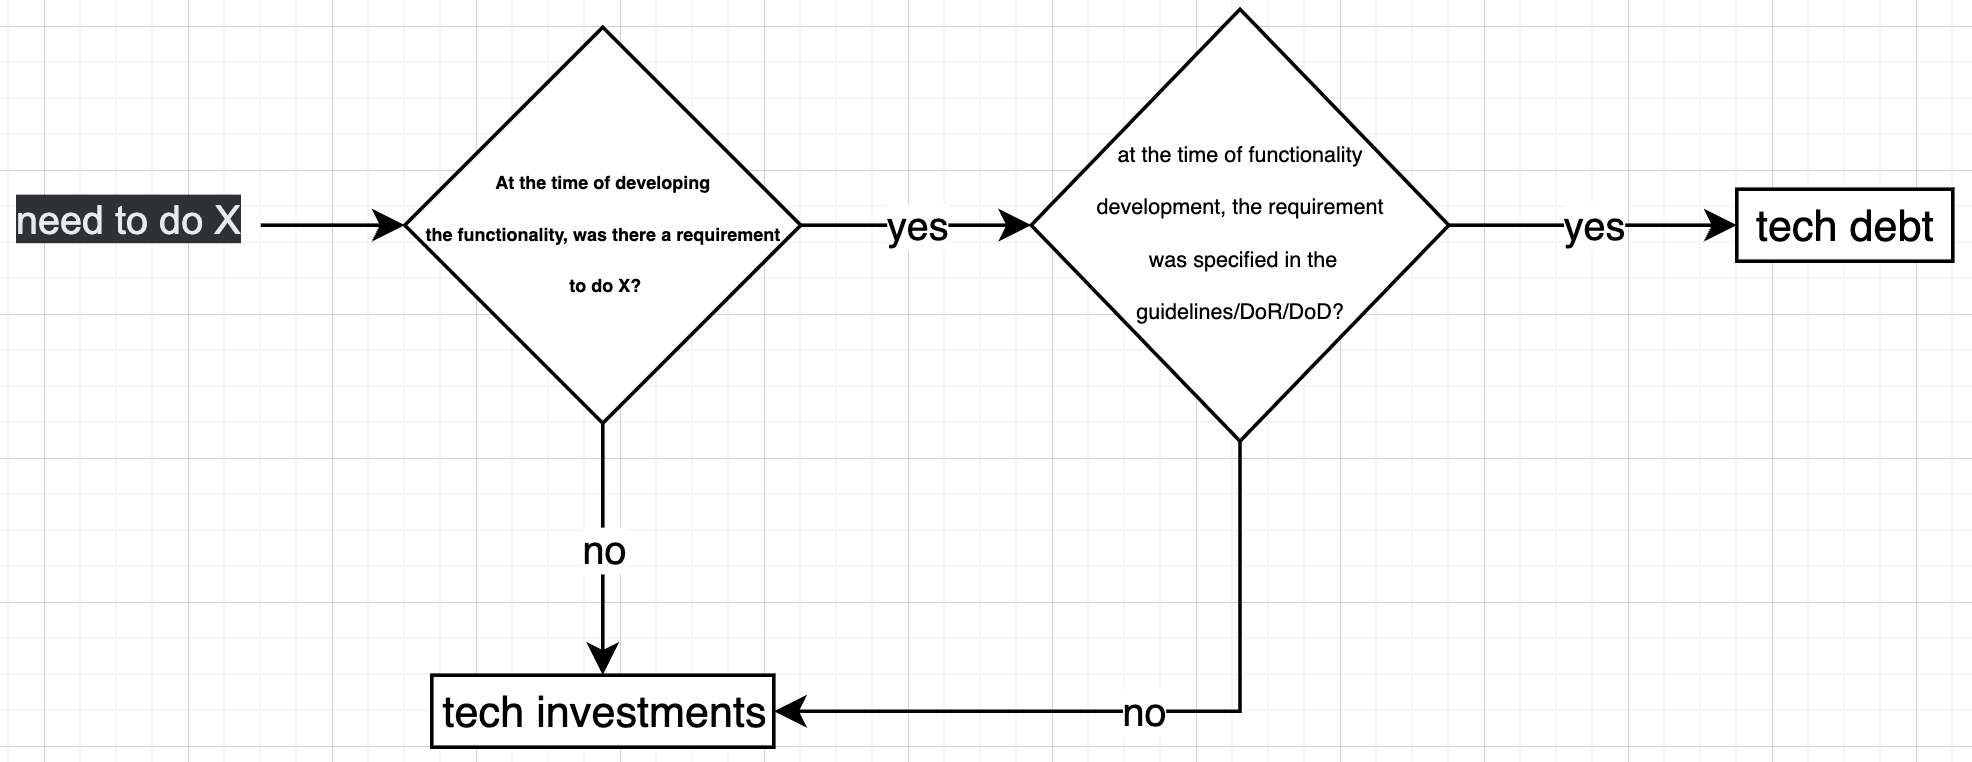 need to do X
At the time of developing
the functionality, was there a requirement
to do X?
yes
at the time of functionality
development, the requirement
was specified in the
guidelines/DoR/DoD?
yes
tech debt
no
tech investments
no